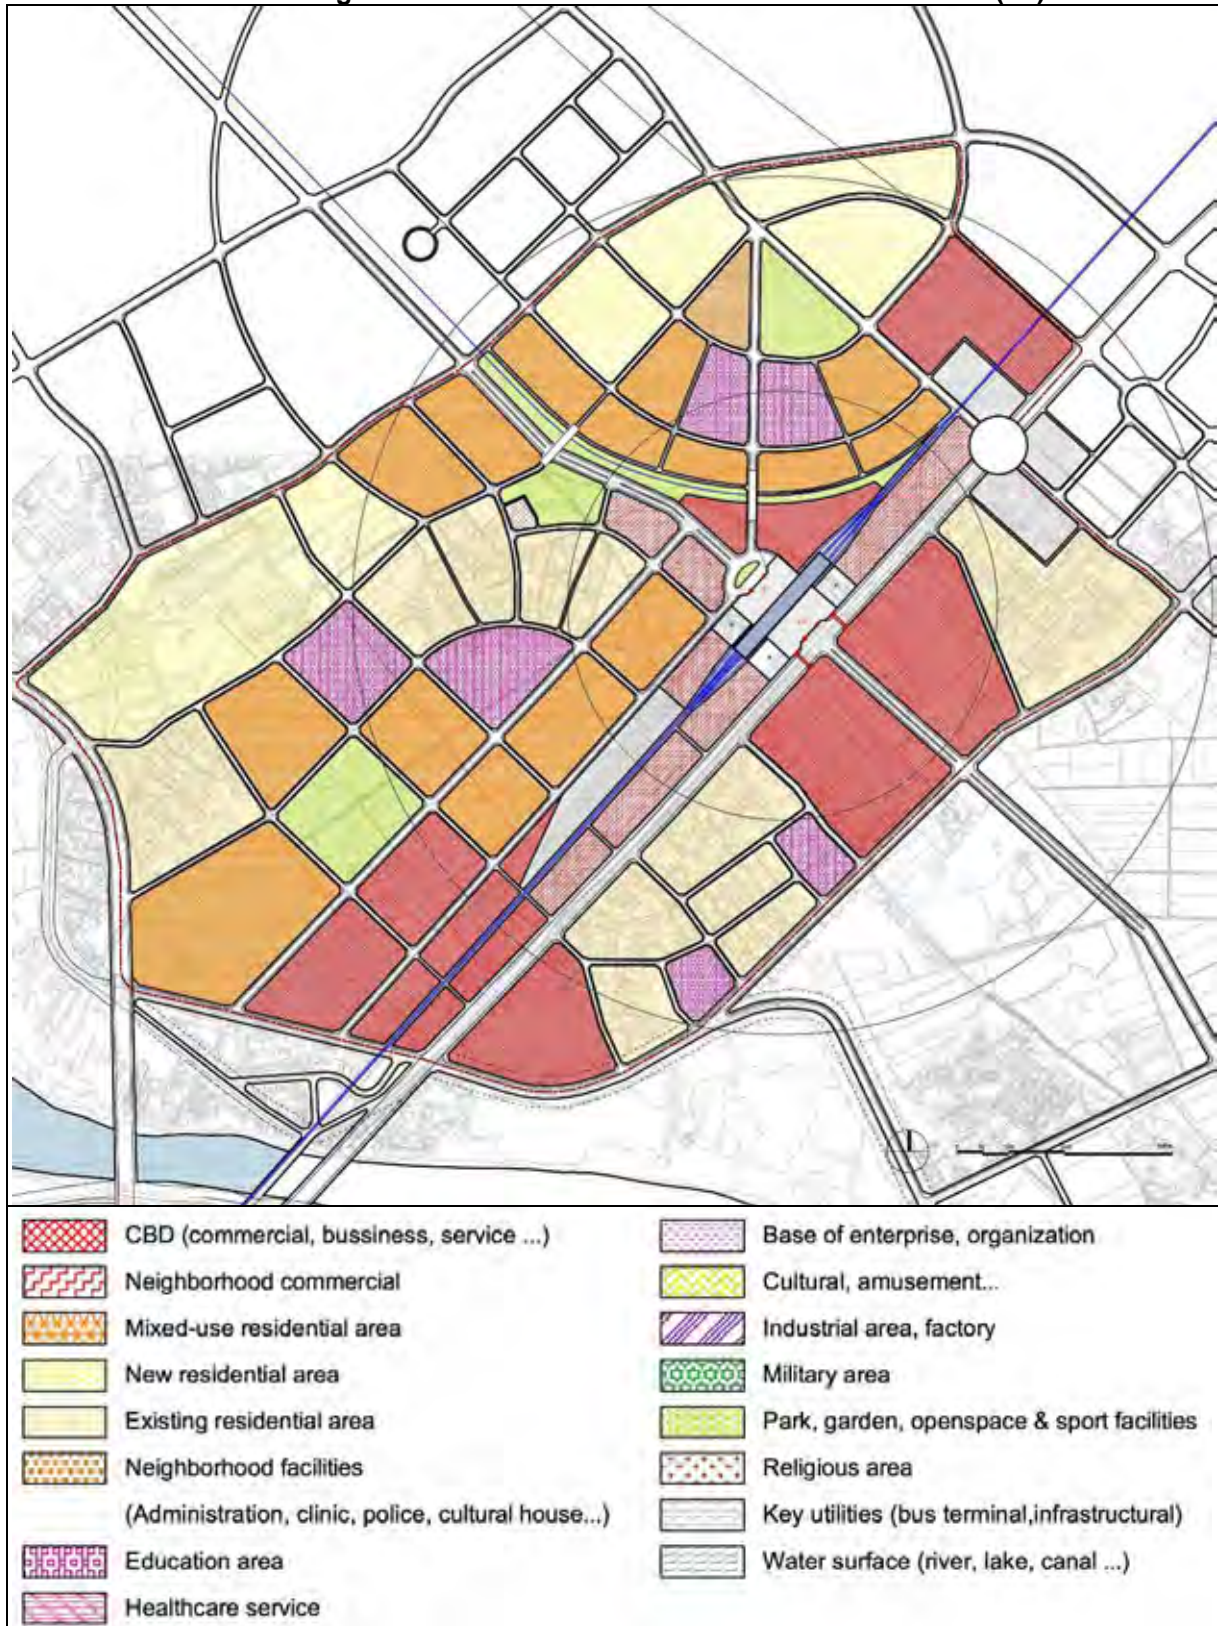 CBD (commercial, bussiness, service ...)
Neighborhood commercial
Mixed-use residential area
New residential area
Existing residential area
Neighborhood facilities
(Administration, clinic, police, cultural house...)
Education area
Healthcare service
Base of enterprise, organization
Cultural, amusement...
Industrial area, factory
Military area
Park, garden, openspace & sport facilities
Religious area
Key utilities (bus terminal,infrastructural)
Water surface (river, lake, canal ...)